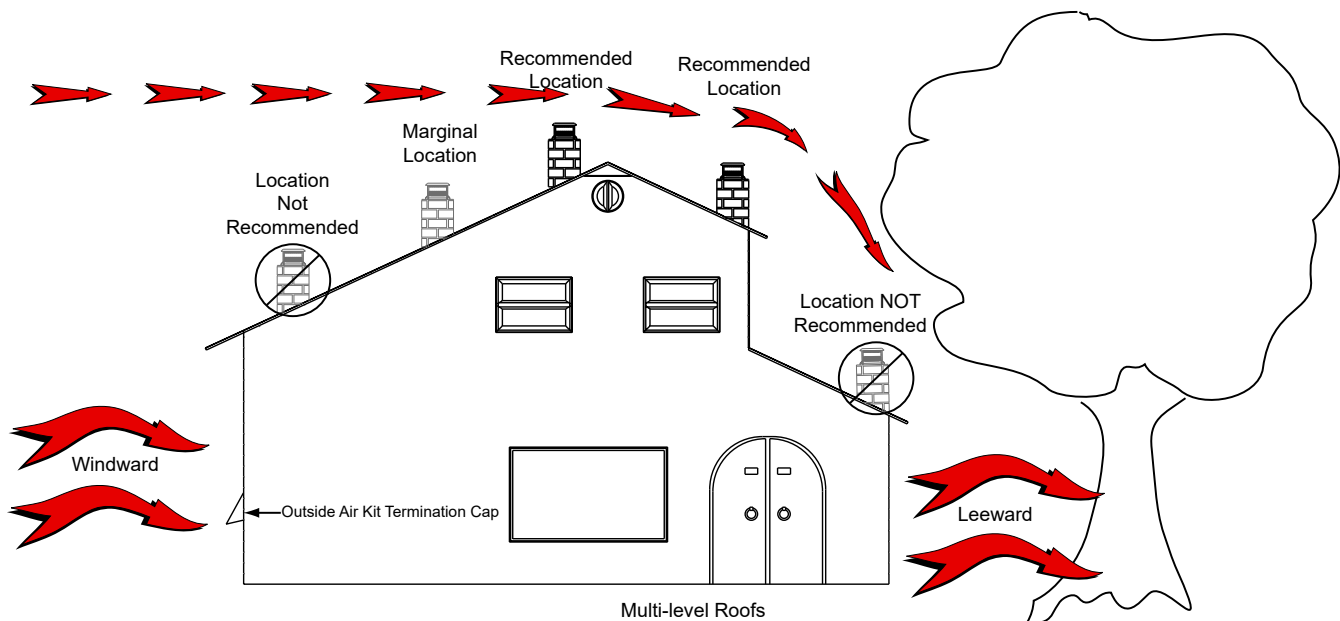 Recommended
Location
Recommended
Location
Marginal
Location
Location
Not
Recommended
Location NOT
Recommended
Windward
Outside Air Kit Termination Cap
Leeward
Multi-level Roofs